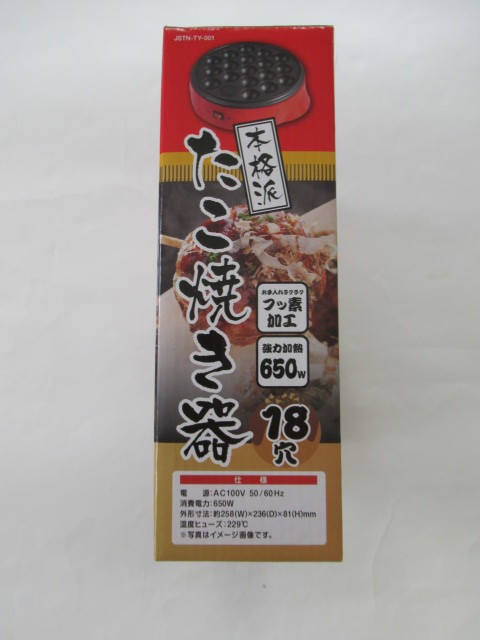 JSTN-TY-001
本格派
たこ焼き器
お手入れラクラク
フッ素
加工
強力加熱
650W
18穴
仕様
電 源:AC100V 50/60Hz
消費電力:650W
外形寸法:約258(W)×236(D)×81(H)mm
温度ヒューズ:229℃
※写真はイメージ画像です。